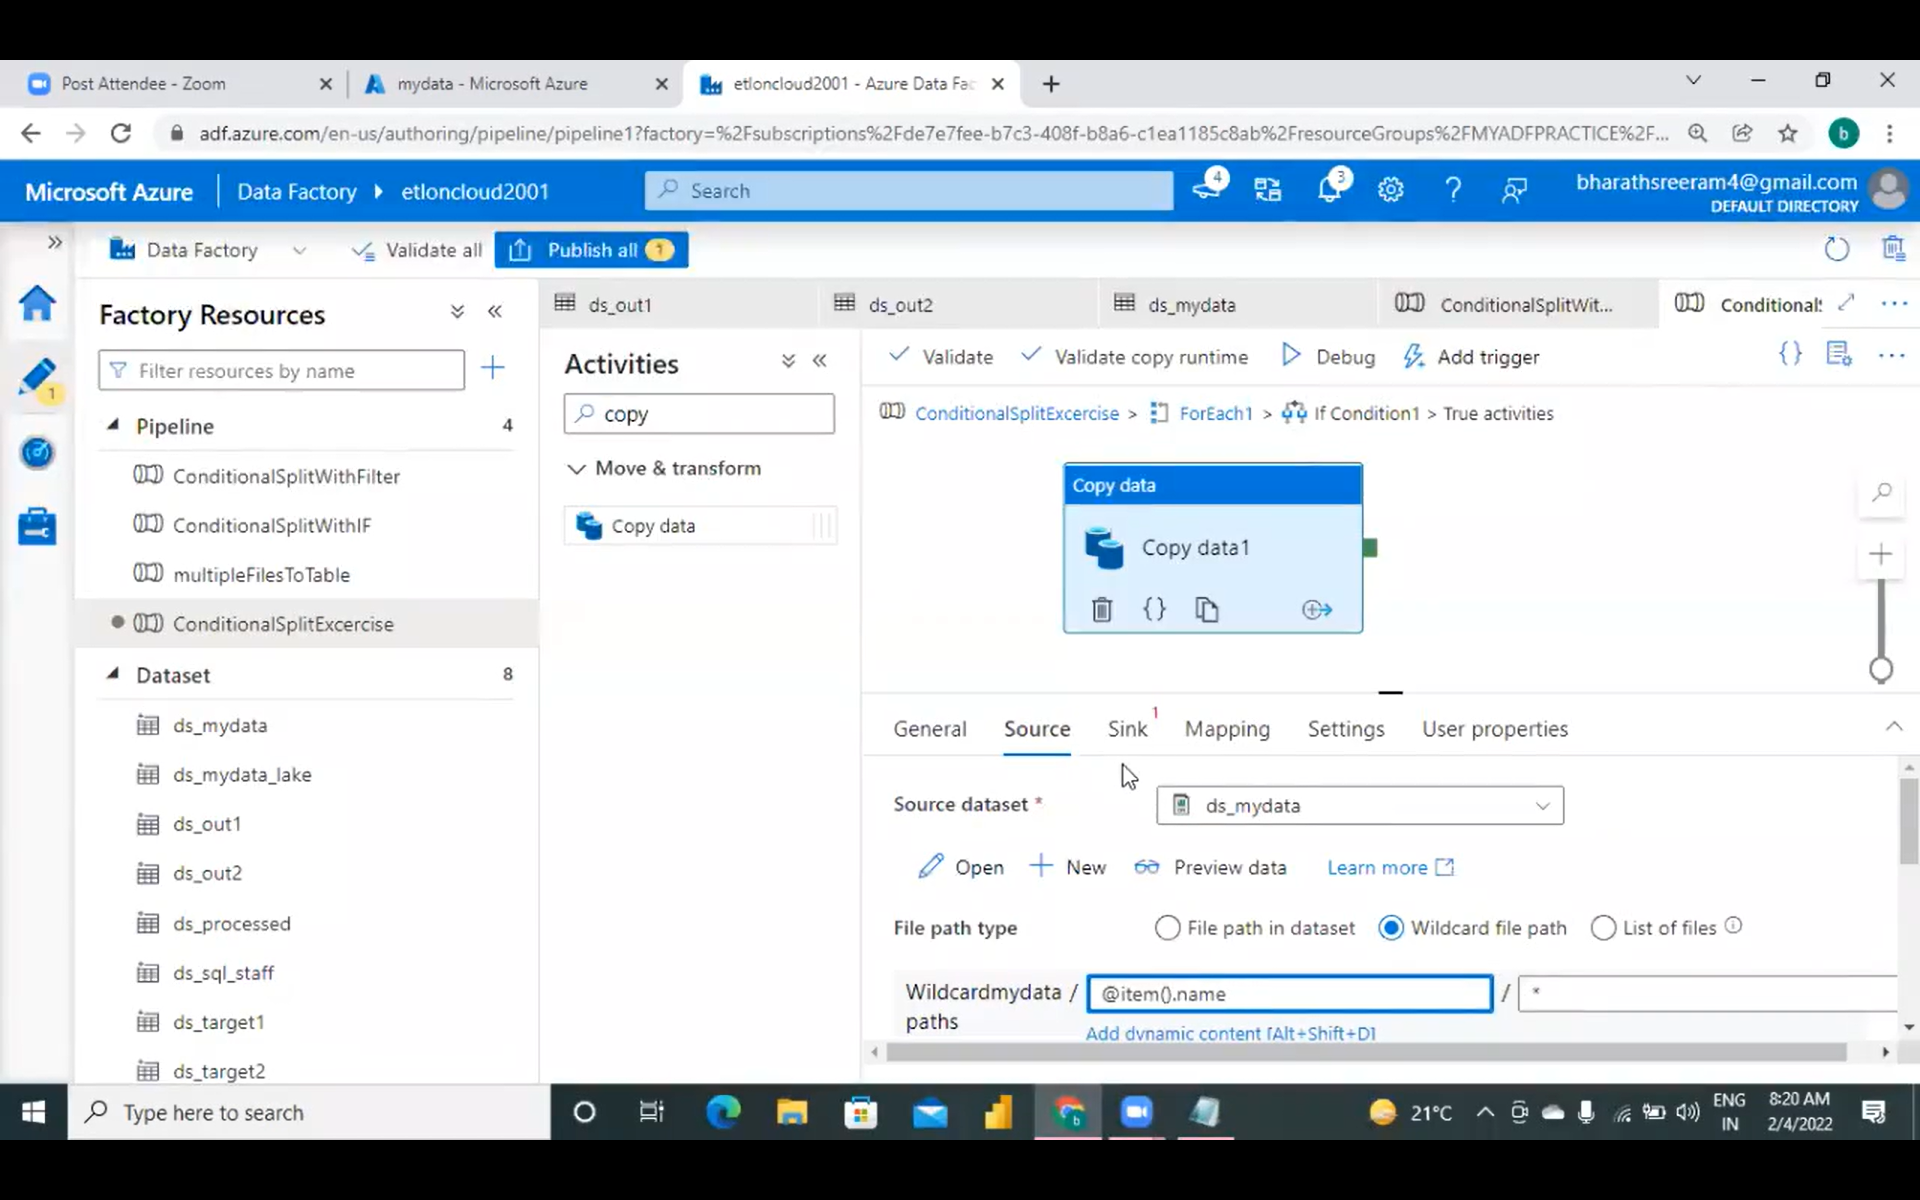 Post Attendee - Zoom
mydata - Microsoft Azure
etloncloud2001 - Azure Data Fac
adf.azure.com/en-us/authoring/pipeline/pipeline1?factory=%2Fsubscriptions%2Fde7e7fee-b7c3-408f-b8a6-c1ea1185c8ab%2FresourceGroups%2FMYADFPRACTICE%2F...
b
Microsoft Azure
Data Factory
etloncloud2001
Search
4
3
?
bharathsreeram4@gmail.com
DEFAULT DIRECTORY
Data Factory
Validate all
Publish all 1
1
Factory Resources
Filter resources by name
Pipeline 4
ConditionalSplitWithFilter
ConditionalSplitWithIF
multipleFilesToTable
ConditionalSplitExcercise
Dataset 8
ds_mydata
ds_mydata_lake
ds_out1
ds_out2
ds_processed
ds_sql_staff
ds_target1
ds_target2
ds_out1
ds_out2
ds_mydata
ConditionalSplitWit...
Conditional
Activities
copy
Move & transform
Copy data
Validate
Validate copy runtime
Debug
Add trigger
{}
ConditionalSplitExcercise > ForEach1 > If Condition1 > True activities
Copy data
Copy data1
{}
General
Source
Sink 1
Mapping
Settings
User properties
Source dataset *
ds_mydata
Open
New
Preview data
Learn more
File path type
File path in dataset
Wildcard file path
List of files
Wildcardmydata / @item().name / *
paths
Add dynamic content [Alt+Shift+D]
Type here to search
21°C
ENG
IN
8:20 AM
2/4/2022